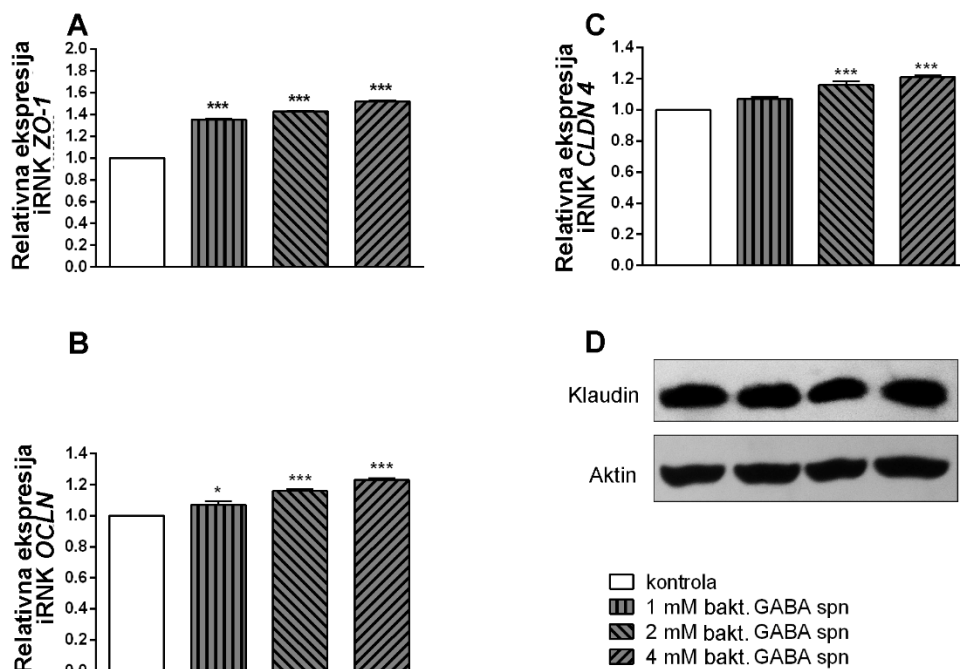 A
Relativna ekspresija
iRNK ZO-1
2.0
1.8
1.6
1.4
1.2
1.0
0.8
0.6
0.4
0.2
0.0
***
***
***
C
Relativna ekspresija
iRNK CLDN 4
1.4
1.2
1.0
0.8
0.6
0.4
0.2
0.0
***
***
B
Relativna ekspresija
iRNK OCLN
1.4
1.2
1.0
0.8
0.6
0.4
0.2
0.0
*
***
***
D
Klaudin
Aktin
kontrola
1 mM bakt. GABA spn
2 mM bakt. GABA spn
4 mM bakt. GABA spn